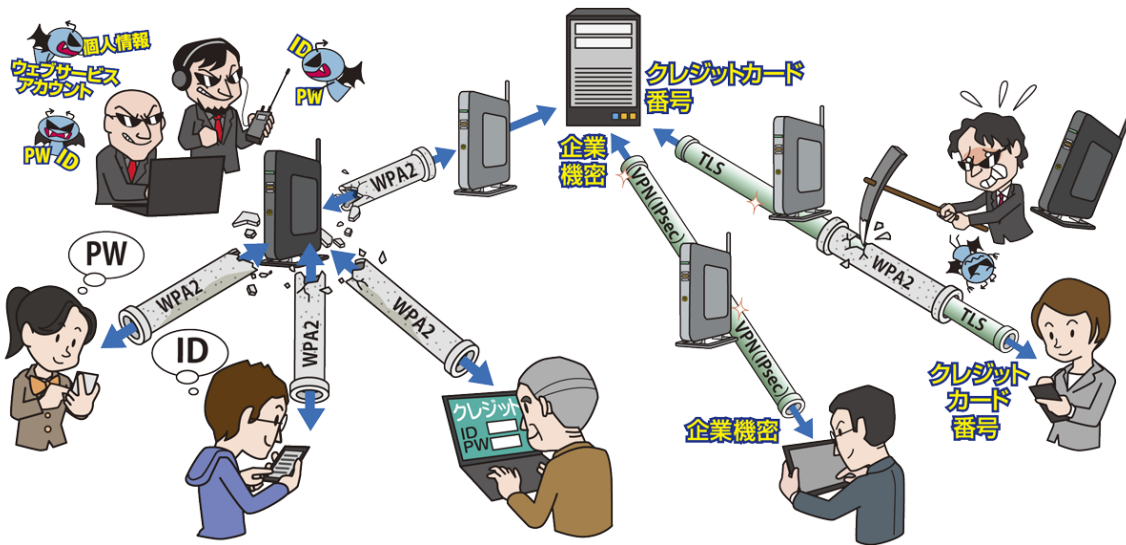 個人情報
ウェブサービス
アカウント
ID
PW
PW ID
クレジットカード
番号
企業
機密
WPA2
TLS
VPN(IPsec)
WPA2
PW
WPA2
WPA2
WPA2
TLS
ID
VPN(IPsec)
クレジット
カード
番号
クレジット
ID
PW
企業機密